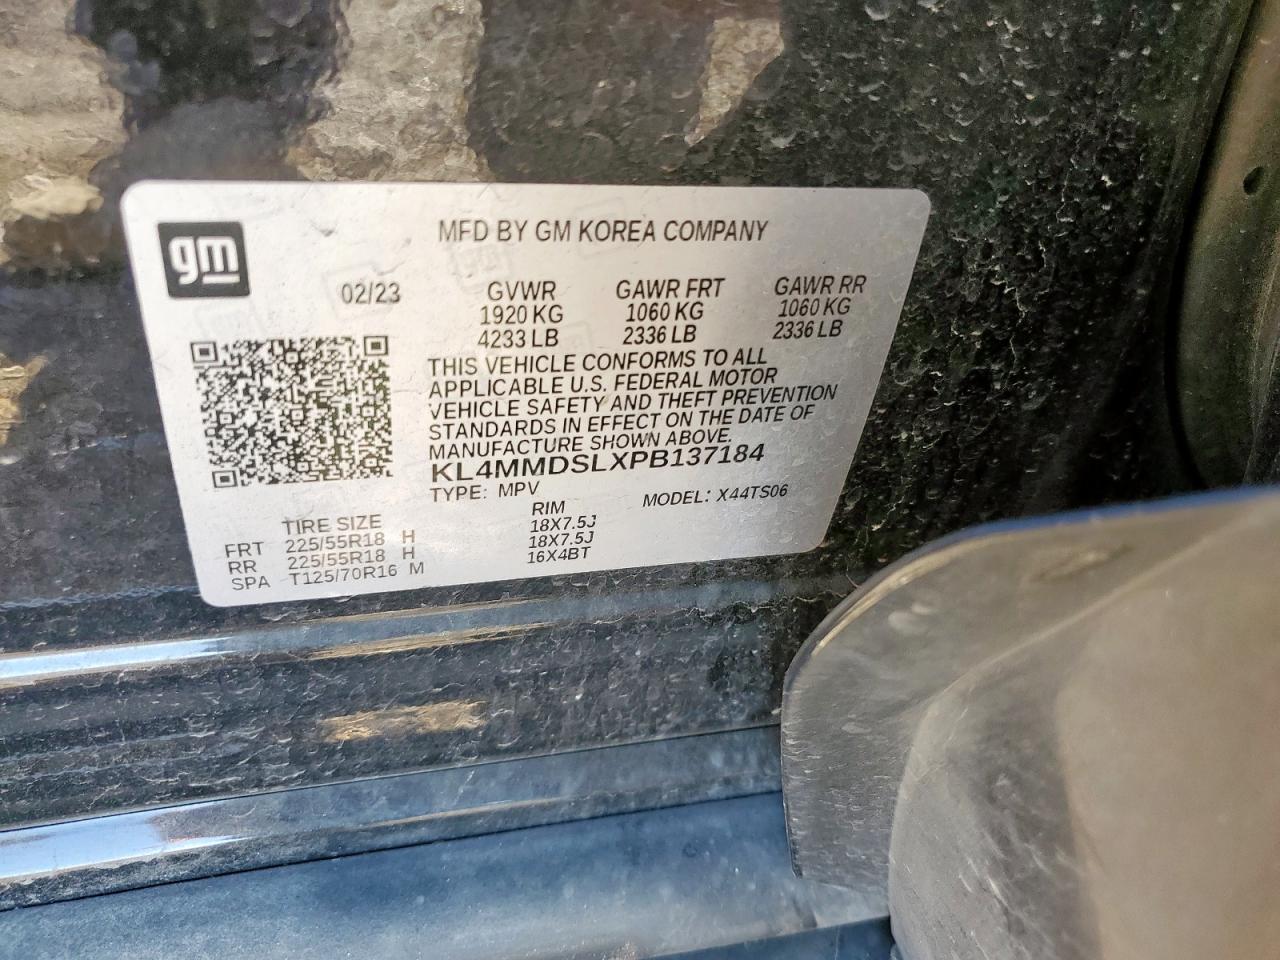 gm
MFD BY GM KOREA COMPANY
02/23 GVWR GAWR FRT GAWR RR
1920 KG 1060 KG 1060 KG
4233 LB 2336 LB 2336 LB
THIS VEHICLE CONFORMS TO ALL
APPLICABLE U.S. FEDERAL MOTOR
VEHICLE SAFETY AND THEFT PREVENTION
STANDARDS IN EFFECT ON THE DATE OF
MANUFACTURE SHOWN ABOVE.
KL4MMDSLXPB137184
TYPE: MPV MODEL: X44TS06
TIRE SIZE RIM
FRT 225/55R18 H 18X7.5J
RR 225/55R18 H 18X7.5J
SPA T125/70R16 M 16X4BT